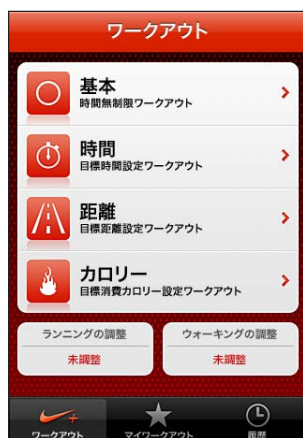 ワークアウト
基本
時間無制限ワークアウト
時間
目標時間設定ワークアウト
距離
目標距離設定ワークアウト
カロリー
目標消費カロリー設定ワークアウト
ランニングの調整
未調整
ウォーキングの調整
未調整
ワークアウト
マイワークアウト
履歴